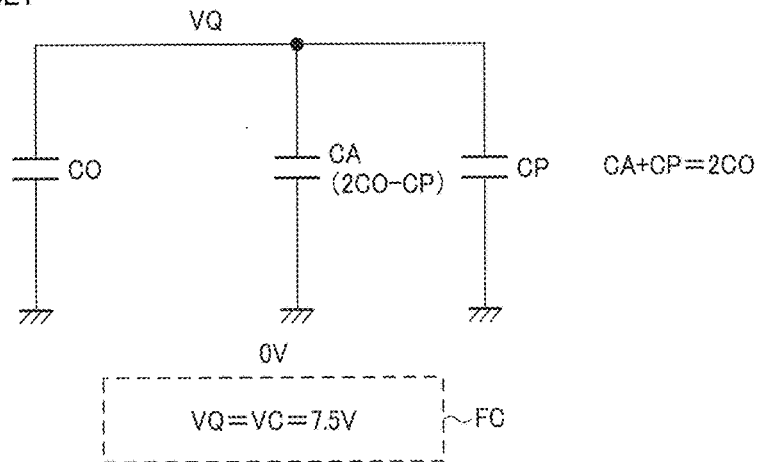 VQ
CO
CA
(2CO-CP)
CP
CA+CP=2CO
0V
VQ=VC=7.5V
FC